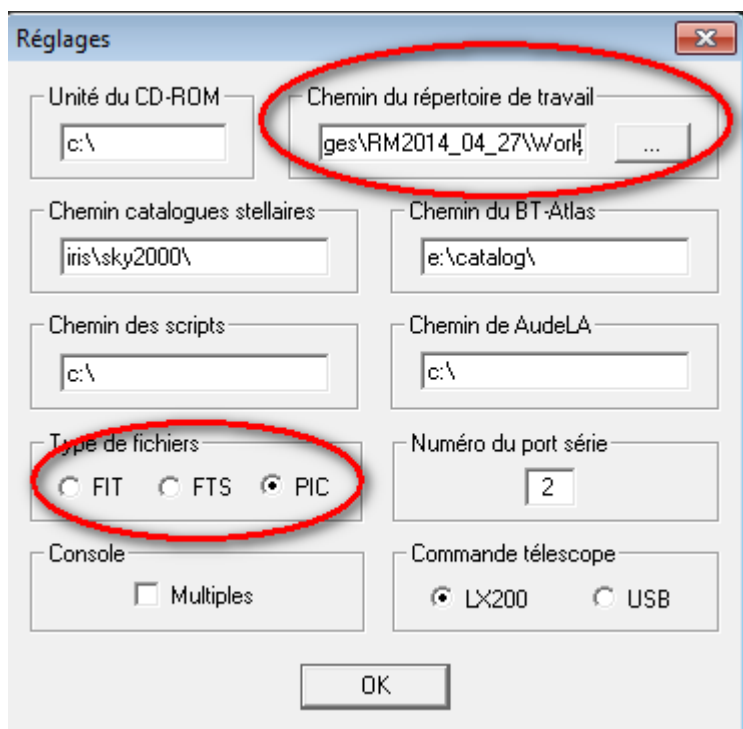 Réglages
Unité du CD-ROM
Chemin du répertoire de travail
c:\
ges\RM2014_04_27\Work
...
Chemin catalogues stellaires
Chemin du BT-Atlas
iris\sky2000\
e:\catalog\
Chemin des scripts
Chemin de AudeLA
c:\
c:\
Type de fichiers
Numéro du port série
FIT FTS PIC
2
Console
Commande télescope
Multiples
LX200 USB
OK